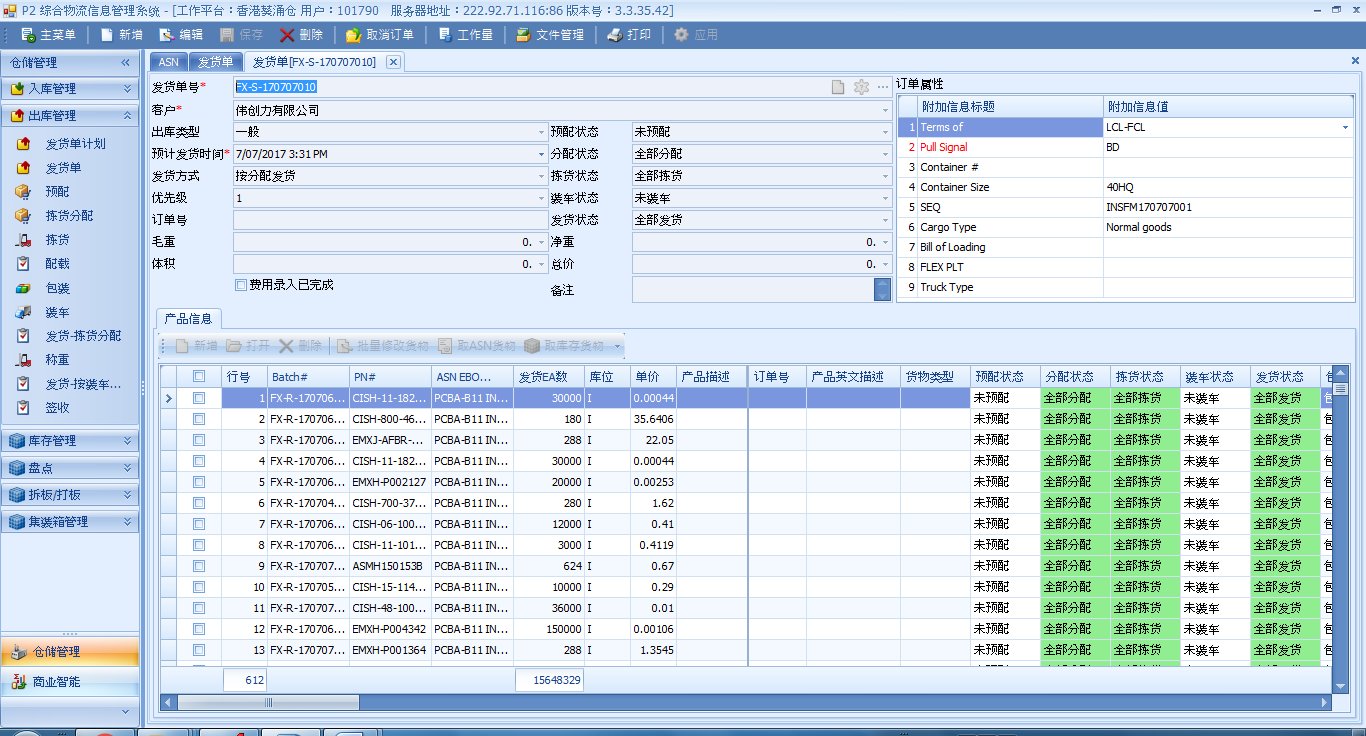 P2 综合物流信息管理系统 - [工作平台：香港葵涌仓 用户：101790 服务器地址：222.92.71.116:86 版本号：3.3.35.42]
主菜单 新增 编辑 保存 删除 取消订单 工作量 文件管理 打印 应用
仓储管理
入库管理
出库管理
发货单计划
发货单
预配
拣货分配
拣货
配载
包装
装车
发货-拣货分配
称重
发货-按装车...
签收
库存管理
盘点
拆板/打板
集装箱管理
仓储管理
商业智能
ASN 发货单 发货单[FX-S-170707010]
发货单号* FX-S-170707010
客户* 伟创力有限公司
出库类型 一般 预配状态 未预配
预计发货时间* 7/07/2017 3:31 PM 分配状态 全部分配
发货方式 按分配发货 拣货状态 全部拣货
优先级 1 装车状态 未装车
订单号 发货状态 全部发货
毛重 0. 净重 0.
体积 0. 总价 0.
费用录入已完成 备注
订单属性
附加信息标题 附加信息值
1 Terms of LCL-FCL
2 Pull Signal BD
3 Container #
4 Container Size 40HQ
5 SEQ INSFM170707001
6 Cargo Type Normal goods
7 Bill of Loading
8 FLEX PLT
9 Truck Type
产品信息
新增 打开 删除 批量修改货物 取ASN货物 取库存货物
行号 Batch# PN# ASN EBO... 发货EA数 库位 单价 产品描述 订单号 产品英文描述 货物类型 预配状态 分配状态 拣货状态 装车状态 发货状态
1 FX-R-170706... CISH-11-182... PCBA-B11 IN... 30000 I 0.00044 未预配 全部分配 全部拣货 未装车 全部发货
2 FX-R-170706... CISH-800-46... PCBA-B11 IN... 180 I 35.6406 未预配 全部分配 全部拣货 未装车 全部发货
3 FX-R-170706... EMXJ-AFBR-... PCBA-B11 IN... 288 I 22.05 未预配 全部分配 全部拣货 未装车 全部发货
4 FX-R-170706... CISH-11-182... PCBA-B11 IN... 30000 I 0.00044 未预配 全部分配 全部拣货 未装车 全部发货
5 FX-R-170706... EMXH-P002127 PCBA-B11 IN... 20000 I 0.00253 未预配 全部分配 全部拣货 未装车 全部发货
6 FX-R-170704... CISH-700-37... PCBA-B11 IN... 280 I 1.62 未预配 全部分配 全部拣货 未装车 全部发货
7 FX-R-170706... CISH-06-100... PCBA-B11 IN... 12000 I 0.41 未预配 全部分配 全部拣货 未装车 全部发货
8 FX-R-170706... CISH-11-101... PCBA-B11 IN... 3000 I 0.4119 未预配 全部分配 全部拣货 未装车 全部发货
9 FX-R-170707... ASMH150153B PCBA-B11 IN... 624 I 0.67 未预配 全部分配 全部拣货 未装车 全部发货
10 FX-R-170706... CISH-15-114... PCBA-B11 IN... 10000 I 0.29 未预配 全部分配 全部拣货 未装车 全部发货
11 FX-R-170707... CISH-48-100... PCBA-B11 IN... 36000 I 0.01 未预配 全部分配 全部拣货 未装车 全部发货
12 FX-R-170706... EMXH-P004342 PCBA-B11 IN... 150000 I 0.00106 未预配 全部分配 全部拣货 未装车 全部发货
13 FX-R-170707... EMXH-P001364 PCBA-B11 IN... 288 I 1.3545 未预配 全部分配 全部拣货 未装车 全部发货
612 15648329